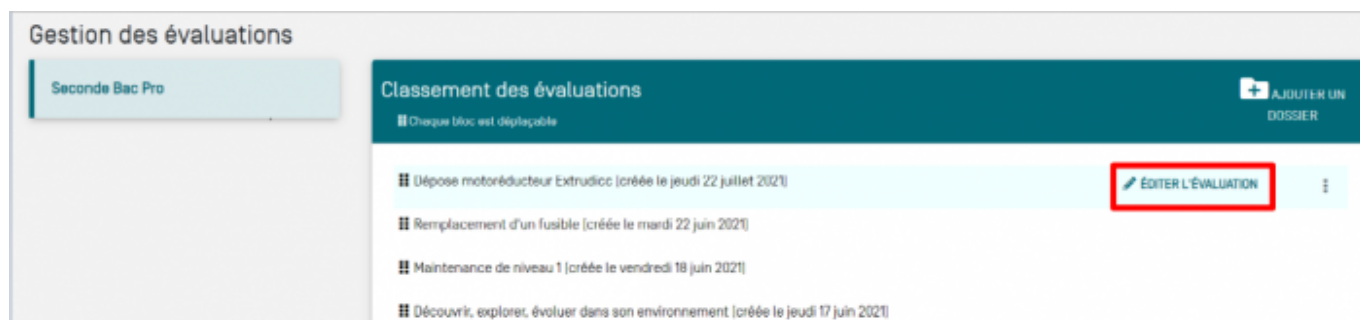 Gestion des évaluations
Seconde Bac Pro
Classement des évaluations
AJOUTER UN
DOSSIER
Chaque bloc est déplaçable
Dépose motoréducteur Extrudicc (créée le jeudi 22 juillet 2021)
ÉDITER L'ÉVALUATION
Remplacement d'un fusible (créée le mardi 22 juin 2021)
Maintenance de niveau 1 (créée le vendredi 18 juin 2021)
Découvrir, explorer, évoluer dans son environnement (créée le jeudi 17 juin 2021)